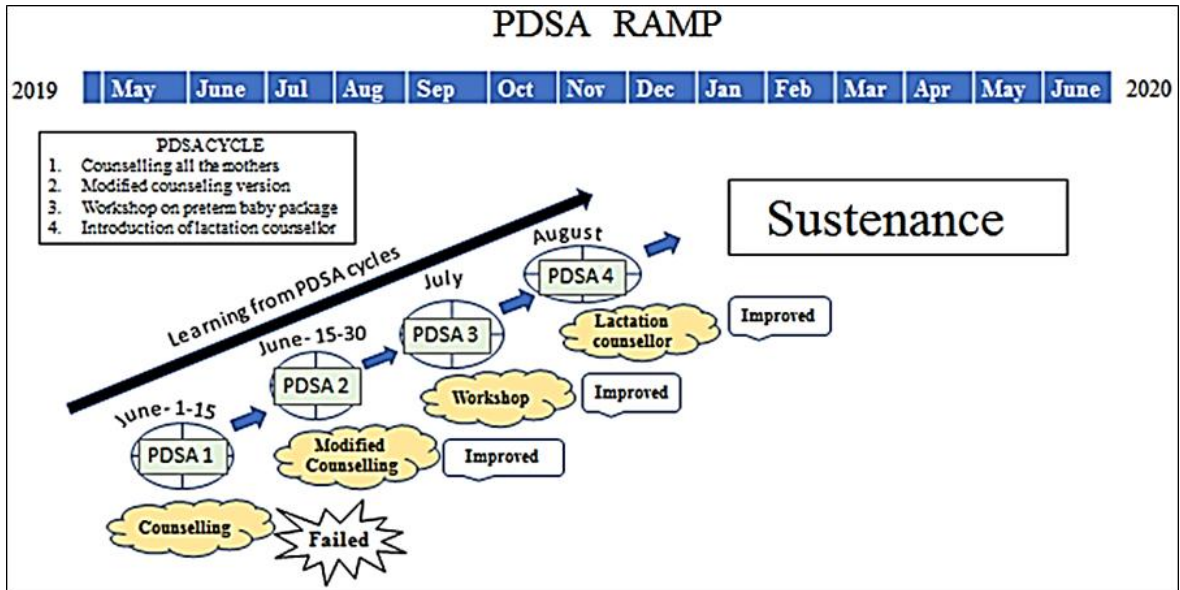 PDSA RAMP
2019 May June Jul Aug Sep Oct Nov Dec Jan Feb Mar Apr May June 2020
PDSACYCLE
1. Counselling all the mothers
2. Modified counseling version
3. Workshop on preterm baby package
4. Introduction of lactation counsellor
Sustenance
Learning from PDSA cycles
August
PDSA 4
Lactation
counsellor
Improved
July
PDSA 3
Workshop
Improved
June-15-30
PDSA 2
Modified
Counselling
Improved
June-1-15
PDSA 1
Counselling
Failed